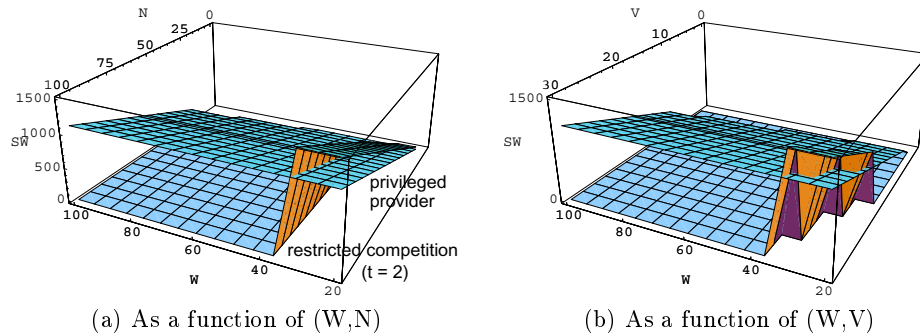 N
0
25
50
75
100
1500
1000
SW
500
0
100
80
60
40
20
W
privileged
provider
restricted competition
(t = 2)
(a) As a function of (W,N)
V
0
10
20
30
1500
SW
0
100
80
60
40
20
W
(b) As a function of (W,V)